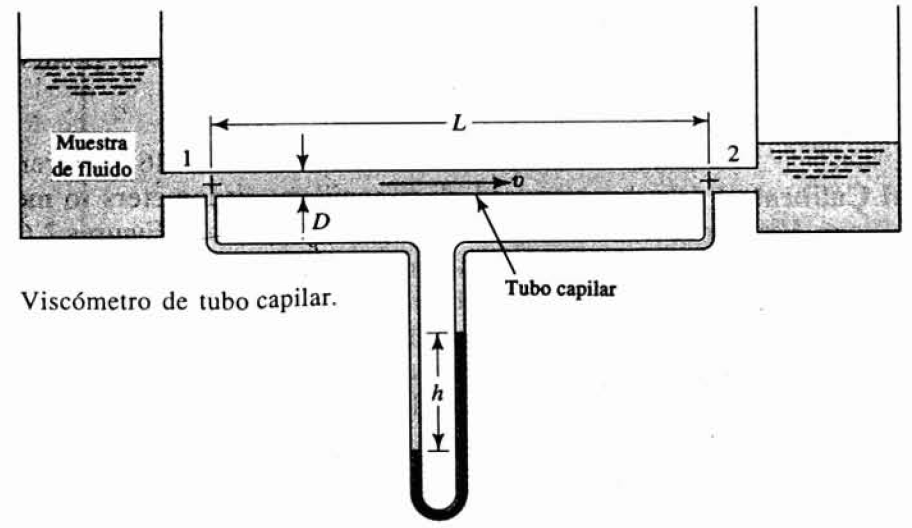 Muestra
de fluido
1
L
2
υ
D
Viscómetro de tubo capilar.
Tubo capilar
h